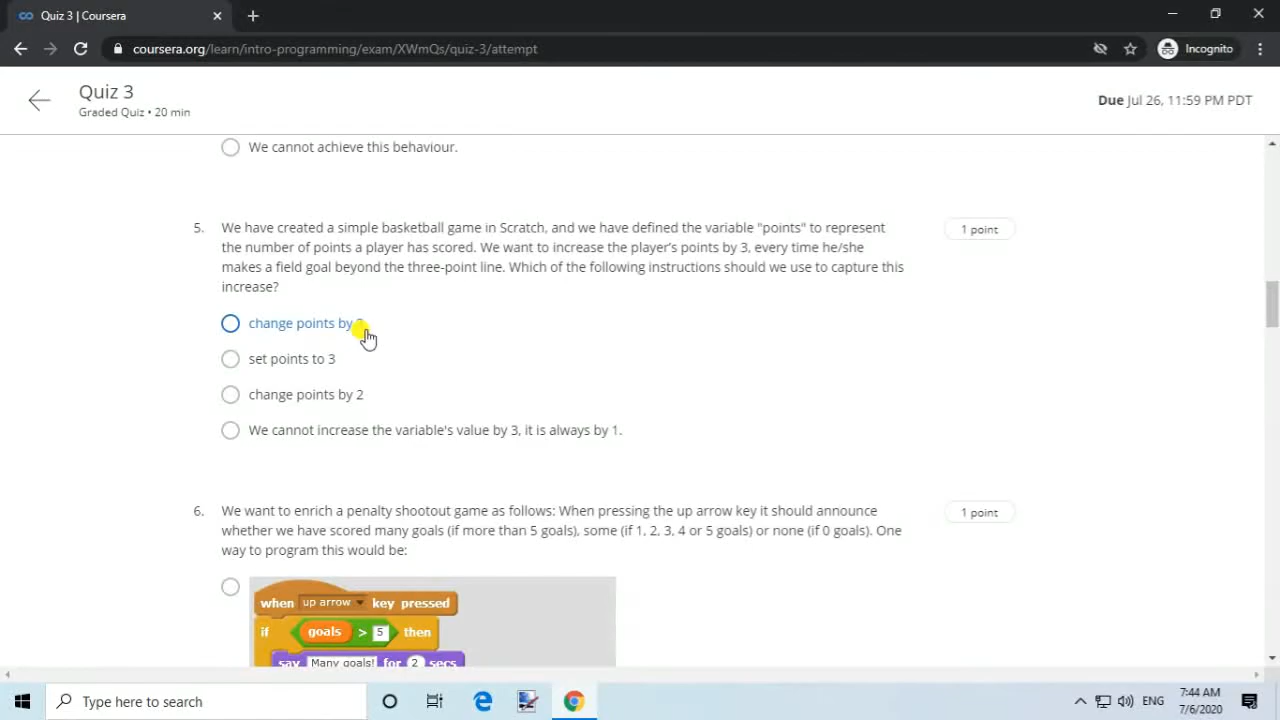 Quiz 3 | Coursera
coursera.org/learn/intro-programming/exam/XWmQs/quiz-3/attempt
Incognito
Quiz 3
Graded Quiz • 20 min
Due Jul 26, 11:59 PM PDT
We cannot achieve this behaviour.
5. We have created a simple basketball game in Scratch, and we have defined the variable "points" to represent
the number of points a player has scored. We want to increase the player's points by 3, every time he/she
makes a field goal beyond the three-point line. Which of the following instructions should we use to capture this
increase?
1 point
change points by
set points to 3
change points by 2
We cannot increase the variable's value by 3, it is always by 1.
6. We want to enrich a penalty shootout game as follows: When pressing the up arrow key it should announce
whether we have scored many goals (if more than 5 goals), some (if 1, 2, 3, 4 or 5 goals) or none (if 0 goals). One
way to program this would be:
1 point
when up arrow key pressed
if goals > 5 then
say Many goals! for 2 secs
Type here to search
ENG
7:44 AM
7/6/2020